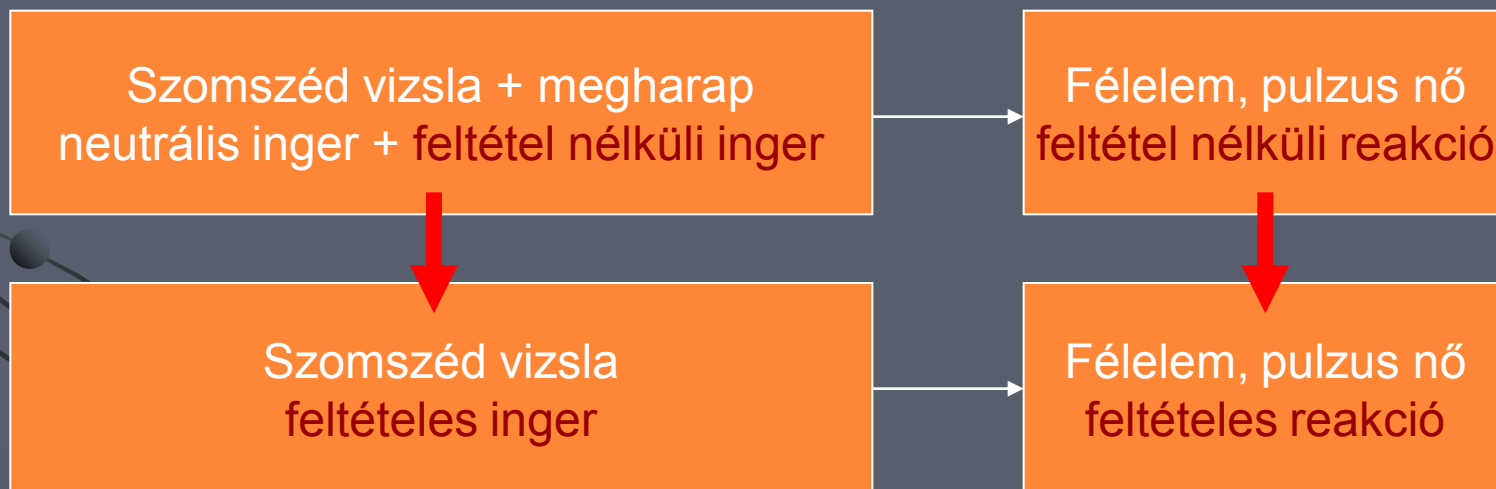 Szomszéd vizsla + megharap
neutrális inger + feltétel nélküli inger
Félelem, pulzus nő
feltétel nélküli reakció
Szomszéd vizsla
feltételes inger
Félelem, pulzus nő
feltételes reakció